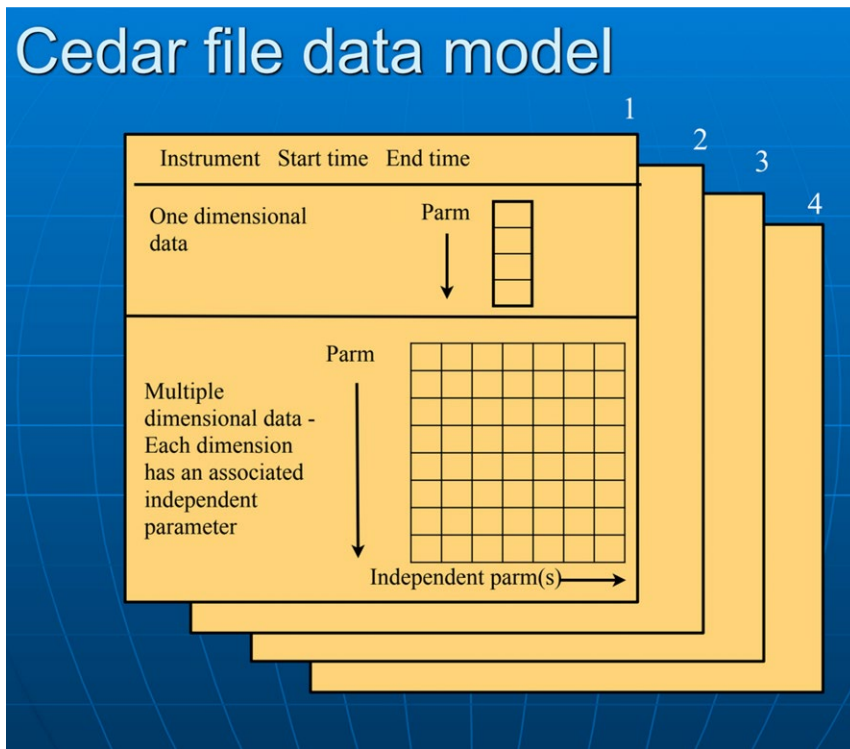 Cedar file data model
1
2
3
4
Instrument Start time End time
One dimensional
data
Parm
Parm
Multiple
dimensional data -
Each dimension
has an associated
independent
parameter
Independent parm(s)